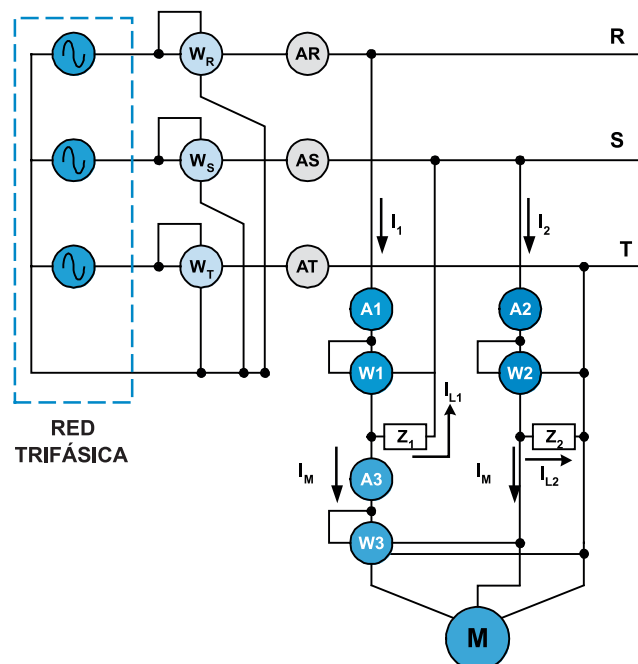 W_R
AR
R
W_S
AS
S
I_1
I_2
W_T
AT
T
A1
A2
W1
W2
I_L1
RED
TRIFÁSICA
Z_1
Z_2
I_M
A3
I_M
I_L2
W3
M